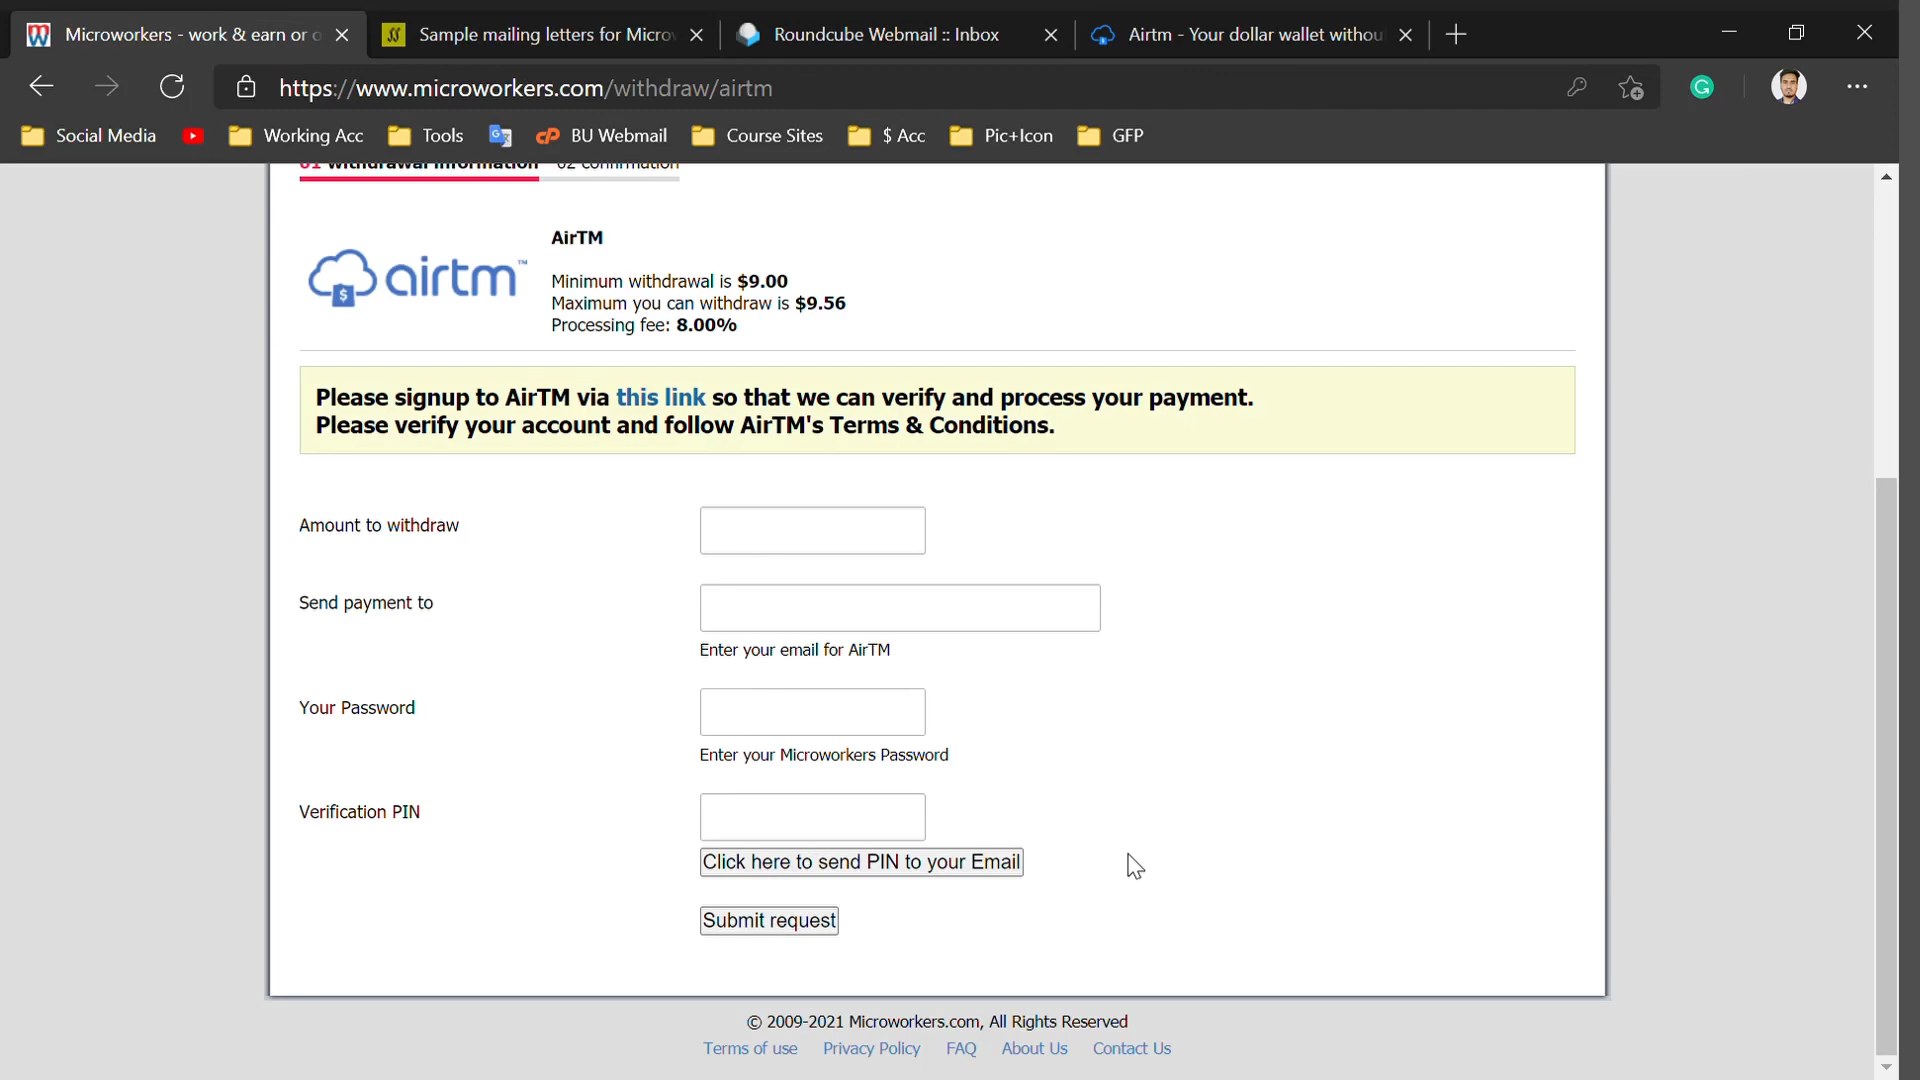 Microworkers - work & earn or o
Sample mailing letters for Micro
Roundcube Webmail :: Inbox
Airtm - Your dollar wallet withou
https://www.microworkers.com/withdraw/airtm
Social Media
Working Acc
Tools
BU Webmail
Course Sites
$ Acc
Pic+Icon
GFP
01 withdrawal information
02 confirmation
airtm™
AirTM
Minimum withdrawal is $9.00
Maximum you can withdraw is $9.56
Processing fee: 8.00%
Please signup to AirTM via this link so that we can verify and process your payment.
Please verify your account and follow AirTM's Terms & Conditions.
Amount to withdraw
Send payment to
Enter your email for AirTM
Your Password
Enter your Microworkers Password
Verification PIN
Click here to send PIN to your Email
Submit request
© 2009-2021 Microworkers.com, All Rights Reserved
Terms of use Privacy Policy FAQ About Us Contact Us